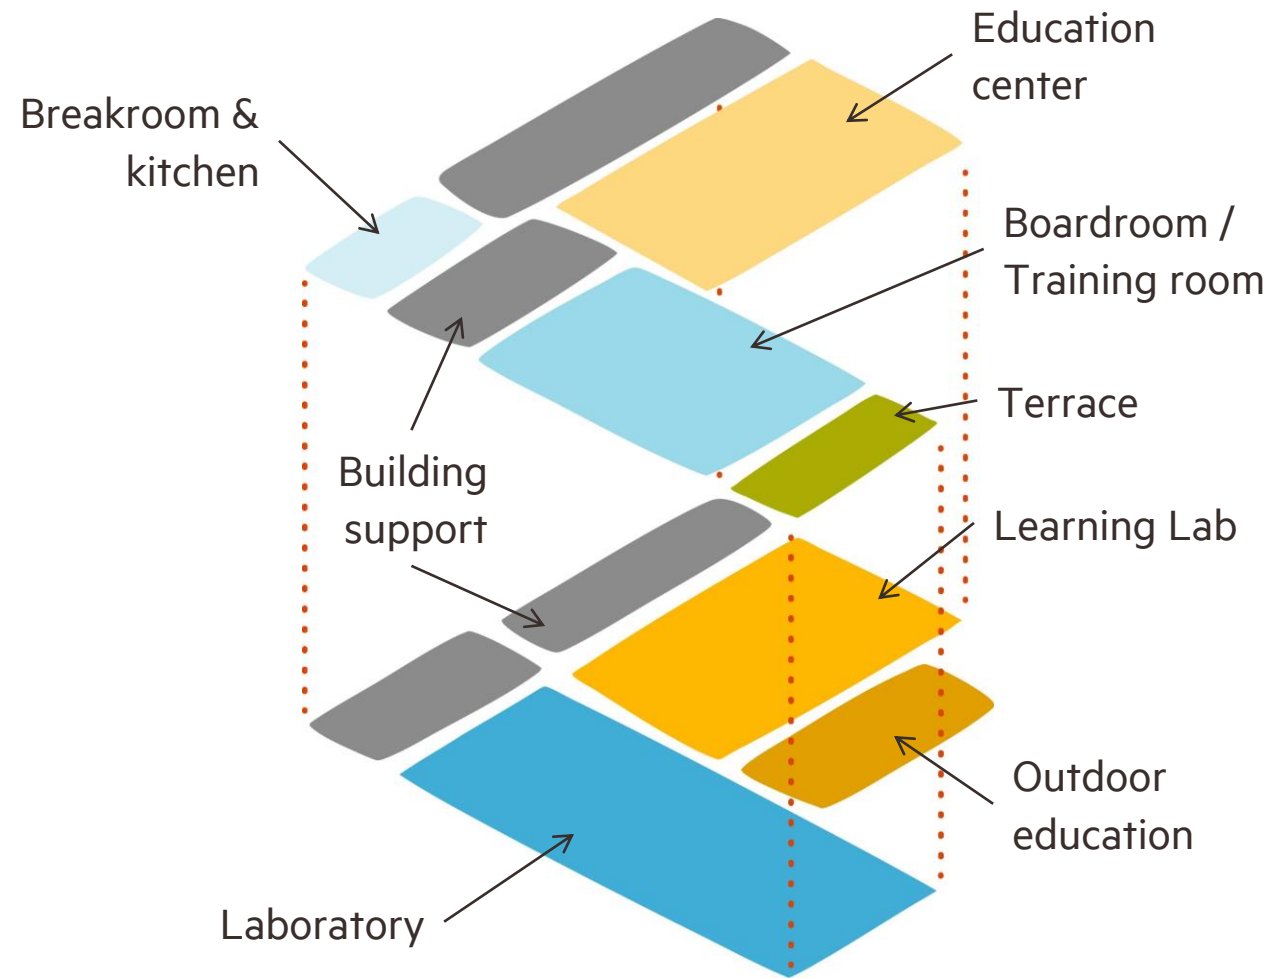 Education
center
Breakroom &
kitchen
Boardroom /
Training room
Terrace
Building
support
Learning Lab
Outdoor
education
Laboratory